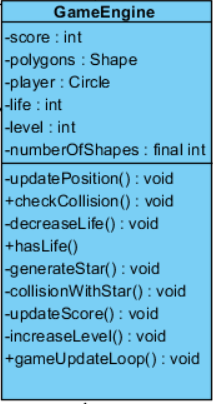 GameEngine
-score : int
-polygons : Shape
-player : Circle
-life : int
-level : int
-numberOfShapes : final int
-updatePosition() : void
+checkCollision() : void
-decreaseLife() : void
+hasLife()
-generateStar() : void
-collisionWithStar() : void
-updateScore() : void
-increaseLevel() : void
+gameUpdateLoop() : void